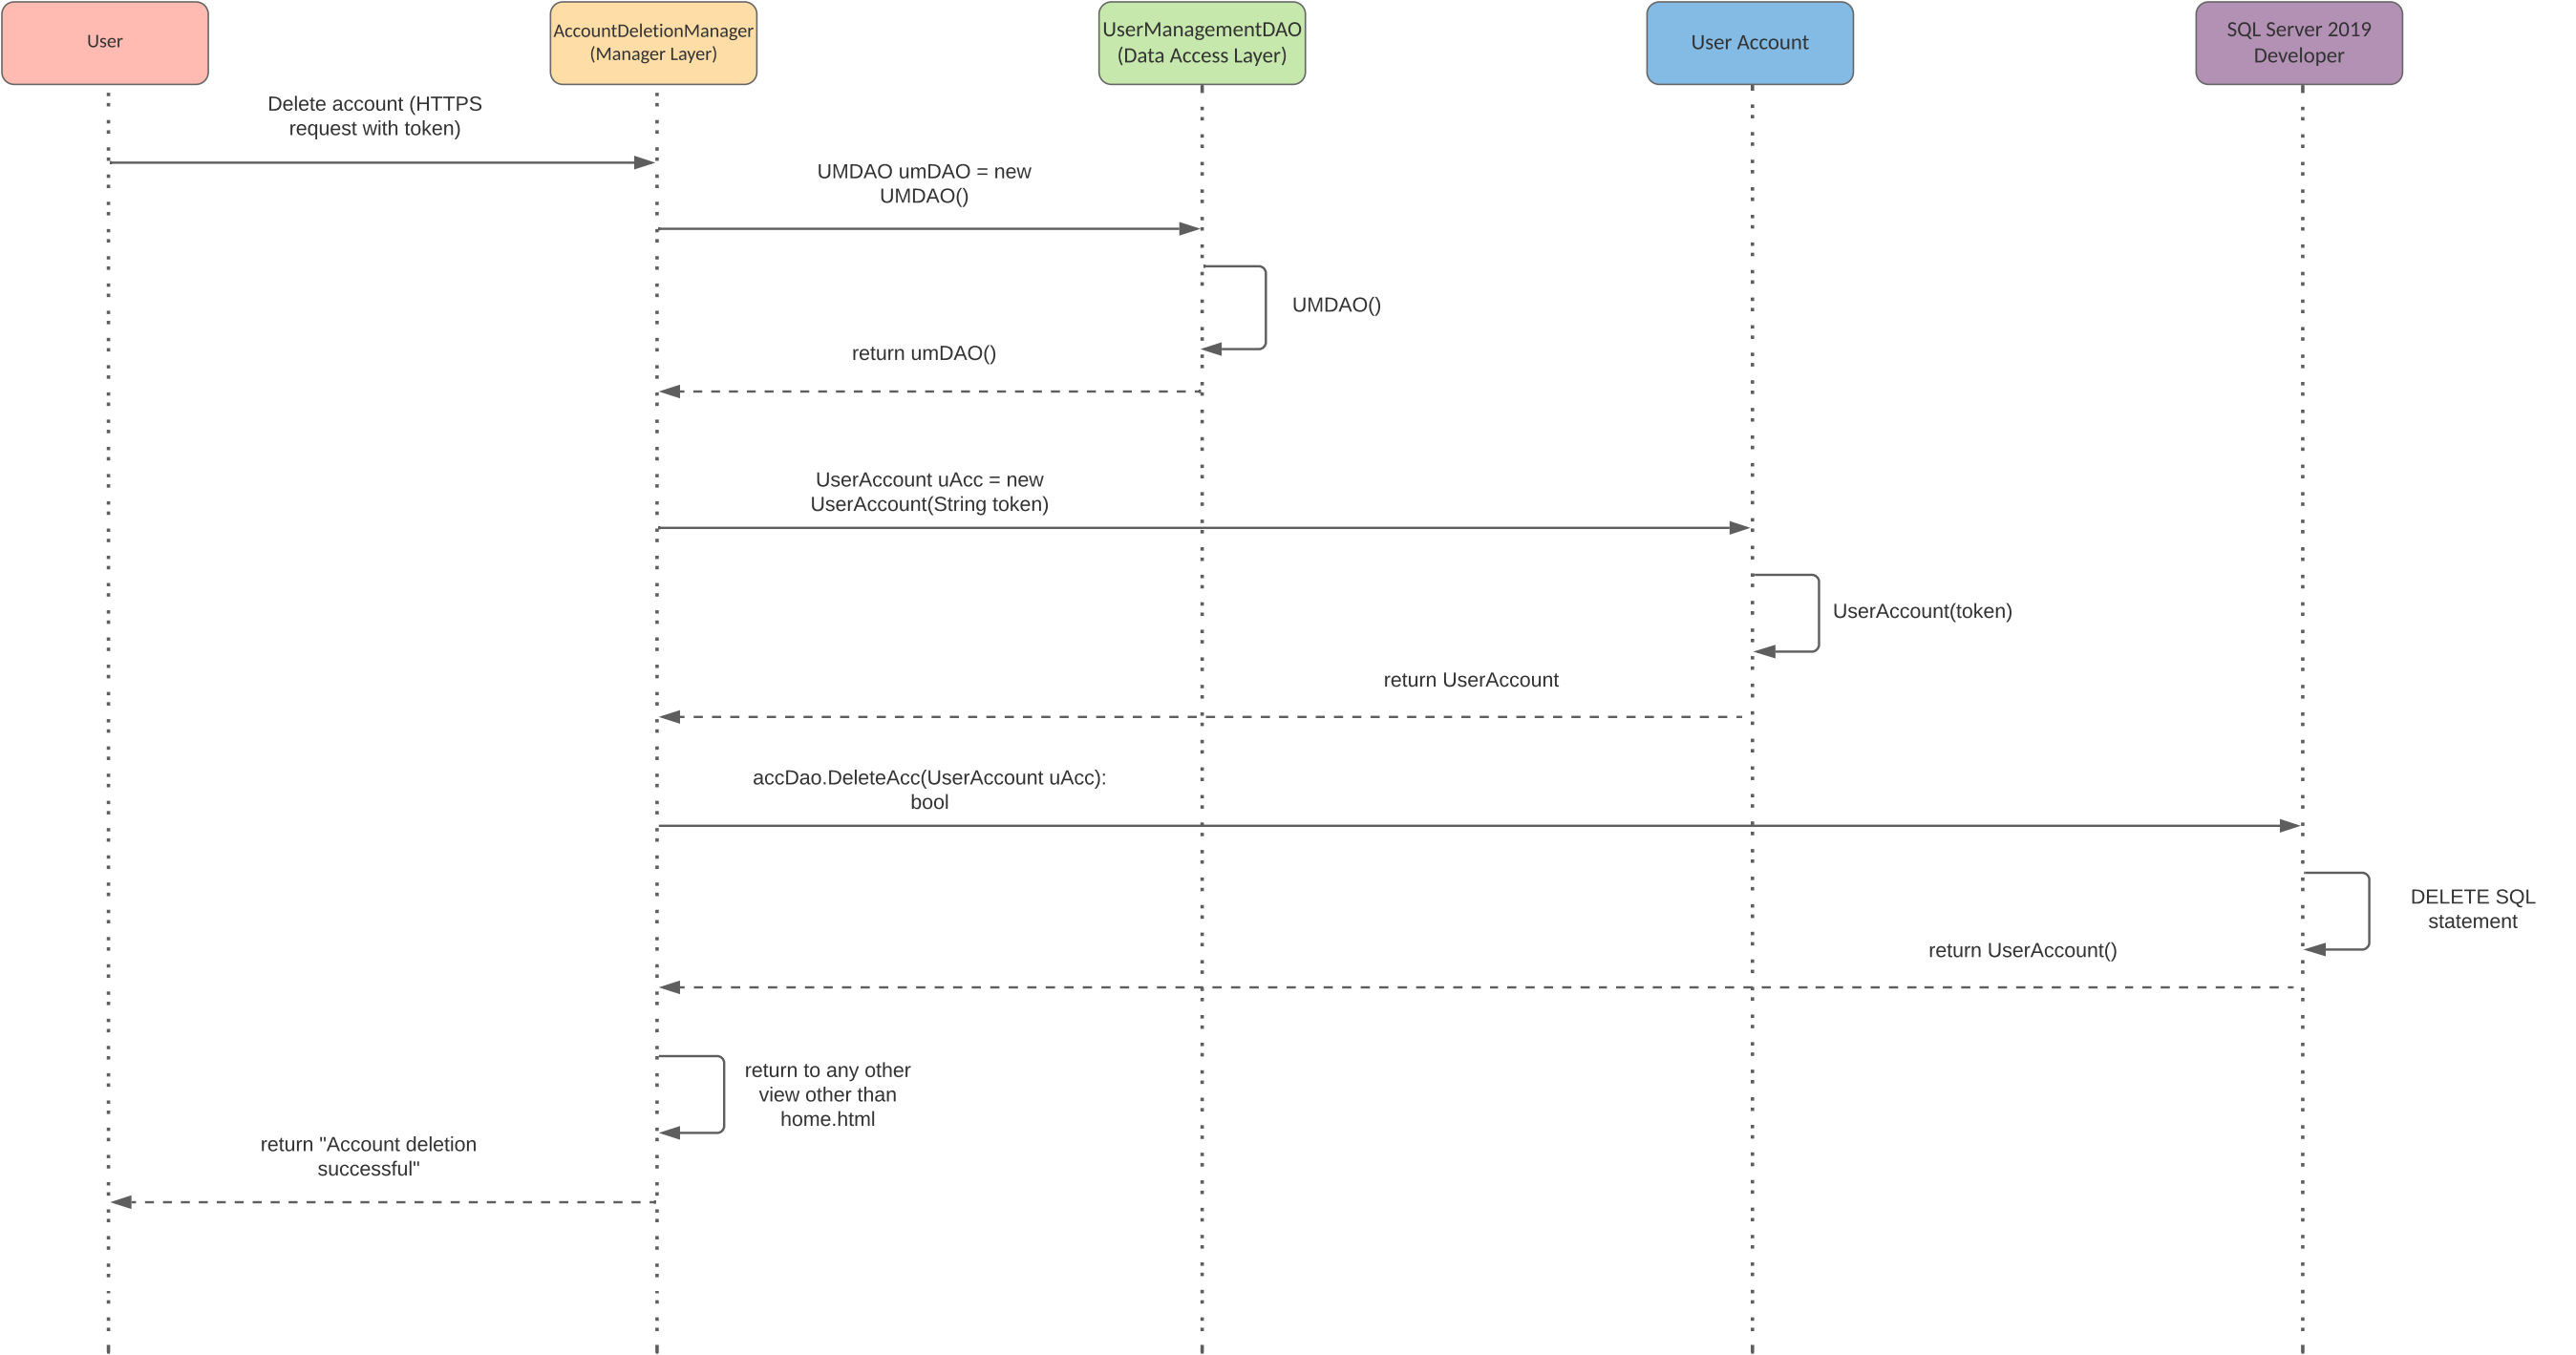 User
AccountDeletionManager
(Manager Layer)
UserManagementDAO
(Data Access Layer)
User Account
SQL Server 2019
Developer
Delete account (HTTPS
request with token)
UMDAO umDAO = new
UMDAO()
UMDAO()
return umDAO()
UserAccount uAcc = new
UserAccount(String token)
UserAccount(token)
return UserAccount
accDao.DeleteAcc(UserAccount uAcc):
bool
DELETE SQL
statement
return UserAccount()
return to any other
view other than
home.html
return "Account deletion
successful"